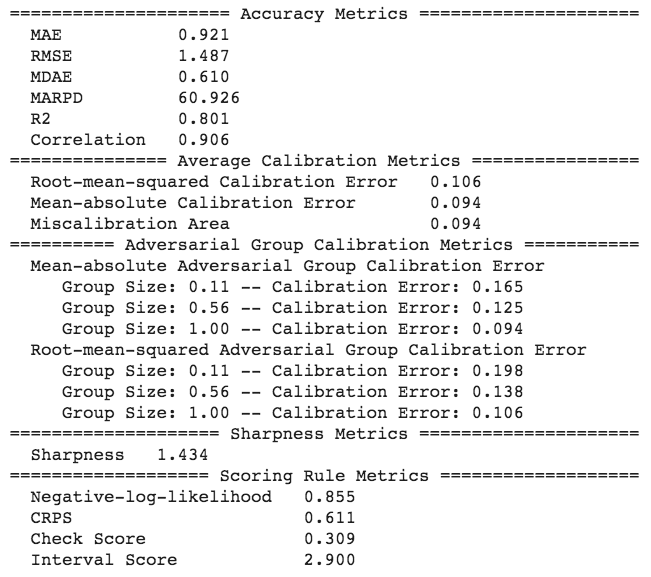 ===================== Accuracy Metrics =====================
MAE 0.921
RMSE 1.487
MDAE 0.610
MARPD 60.926
R2 0.801
Correlation 0.906
=============== Average Calibration Metrics ================
Root-mean-squared Calibration Error 0.106
Mean-absolute Calibration Error 0.094
Miscalibration Area 0.094
========== Adversarial Group Calibration Metrics ===========
Mean-absolute Adversarial Group Calibration Error
Group Size: 0.11 -- Calibration Error: 0.165
Group Size: 0.56 -- Calibration Error: 0.125
Group Size: 1.00 -- Calibration Error: 0.094
Root-mean-squared Adversarial Group Calibration Error
Group Size: 0.11 -- Calibration Error: 0.198
Group Size: 0.56 -- Calibration Error: 0.138
Group Size: 1.00 -- Calibration Error: 0.106
==================== Sharpness Metrics =====================
Sharpness 1.434
=================== Scoring Rule Metrics ===================
Negative-log-likelihood 0.855
CRPS 0.611
Check Score 0.309
Interval Score 2.900